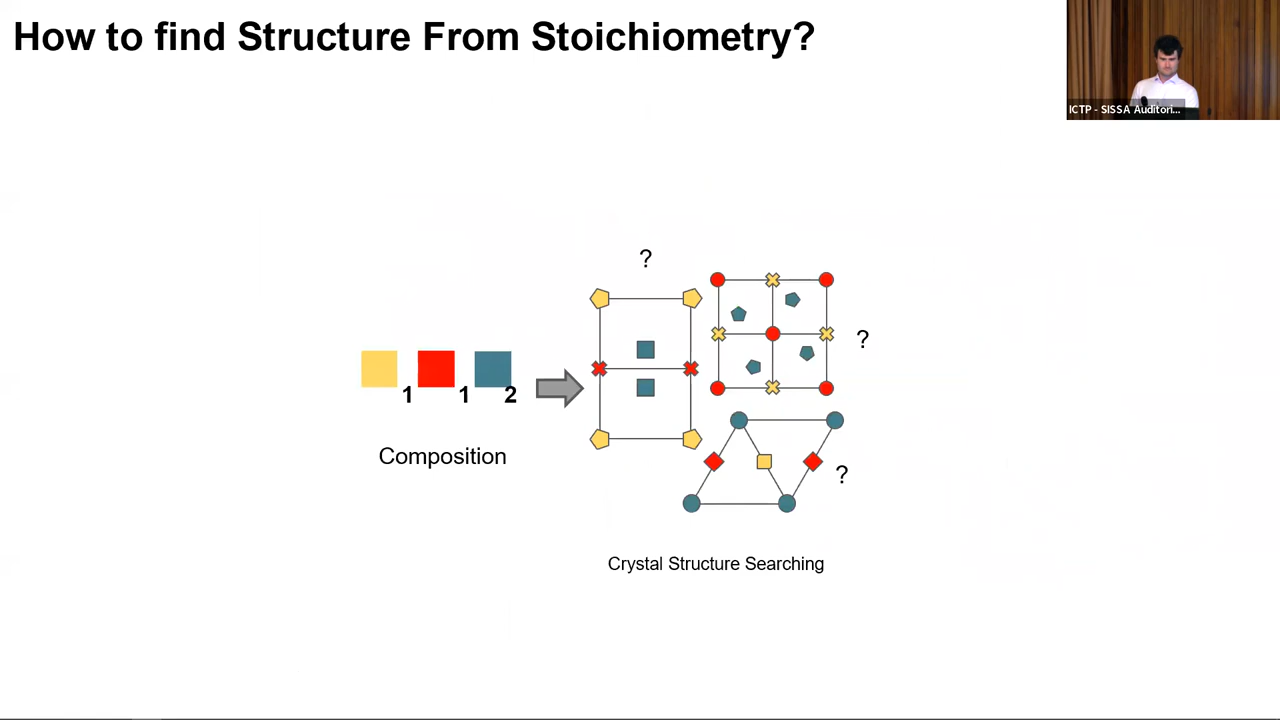 How to find Structure From Stoichiometry?
ICTP - SISSA Auditori...
?
?
1 1 2
Composition
?
Crystal Structure Searching